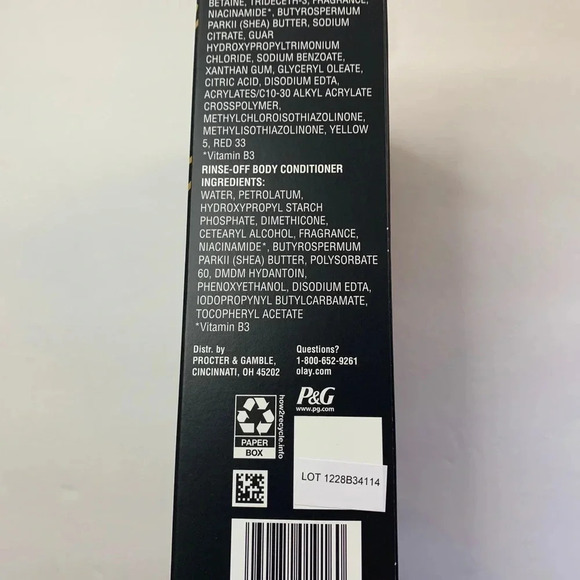 BETAINE, TRIDECETH-3, FRAGRANCE,
NIACINAMIDE*, BUTYROSPERMUM
PARKII (SHEA) BUTTER, SODIUM
CITRATE, GUAR
HYDROXYPROPYLTRIMONIUM
CHLORIDE, SODIUM BENZOATE,
XANTHAN GUM, GLYCERYL OLEATE,
CITRIC ACID, DISODIUM EDTA,
ACRYLATES/C10-30 ALKYL ACRYLATE
CROSSPOLYMER,
METHYLCHLOROISOTHIAZOLINONE,
METHYLISOTHIAZOLINONE, YELLOW
5, RED 33
*Vitamin B3
RINSE-OFF BODY CONDITIONER
INGREDIENTS:
WATER, PETROLATUM,
HYDROXYPROPYL STARCH
PHOSPHATE, DIMETHICONE,
CETEARYL ALCOHOL, FRAGRANCE,
NIACINAMIDE*, BUTYROSPERMUM
PARKII (SHEA) BUTTER, POLYSORBATE
60, DMDM HYDANTOIN,
PHENOXYETHANOL, DISODIUM EDTA,
IODOPROPYNYL BUTYLCARBAMATE,
TOCOPHERYL ACETATE
*Vitamin B3
Distr. by
PROCTER & GAMBLE,
CINCINNATI, OH 45202
Questions?
1-800-652-9261
olay.com
P&G
www.pg.com
how2recycle.info
PAPER
BOX
LOT 1228B34114